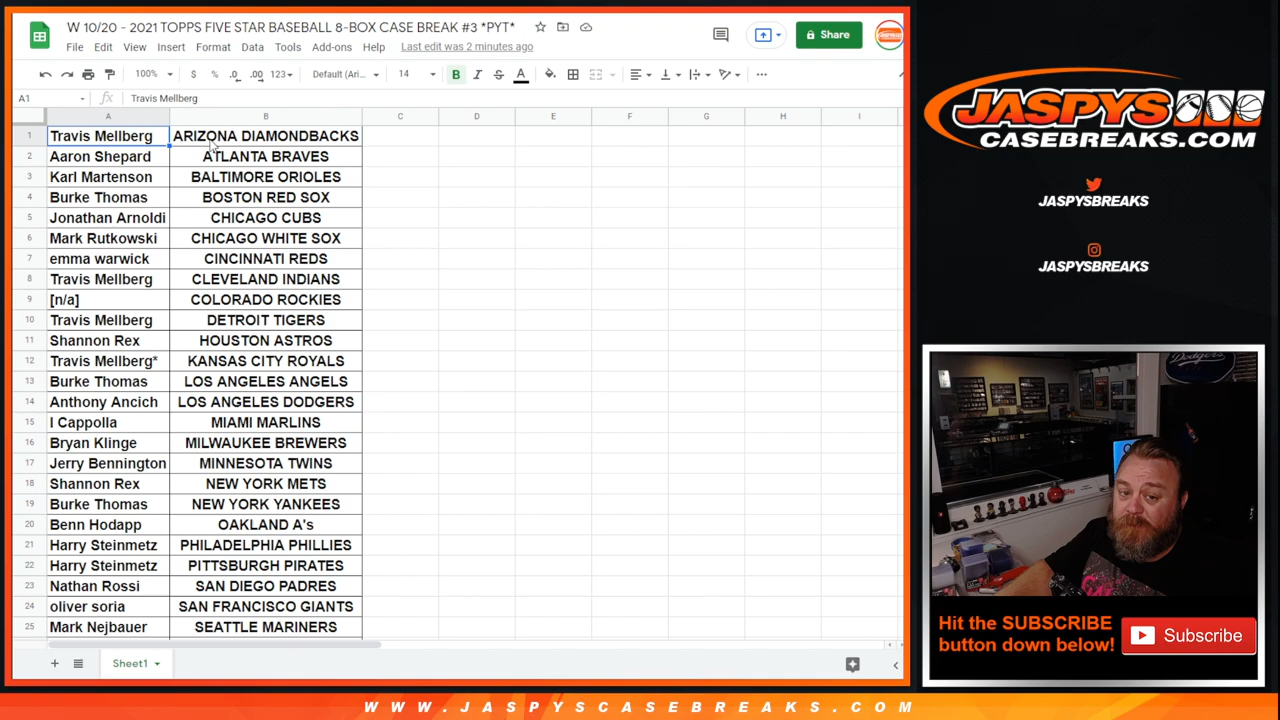 W 10/20 - 2021 TOPPS FIVE STAR BASEBALL 8-BOX CASE BREAK #3 *PYT*
File Edit View Insert Format Data Tools Add-ons Help Last edit was 2 minutes ago
Share
100% $ % .0 .00 123 Default (Ari... 14 B I S A
A1 fx Travis Mellberg
A B C D E F G H I
1 Travis Mellberg ARIZONA DIAMONDBACKS
2 Aaron Shepard ATLANTA BRAVES
3 Karl Martenson BALTIMORE ORIOLES
4 Burke Thomas BOSTON RED SOX
5 Jonathan Arnoldi CHICAGO CUBS
6 Mark Rutkowski CHICAGO WHITE SOX
7 emma warwick CINCINNATI REDS
8 Travis Mellberg CLEVELAND INDIANS
9 [n/a] COLORADO ROCKIES
10 Travis Mellberg DETROIT TIGERS
11 Shannon Rex HOUSTON ASTROS
12 Travis Mellberg* KANSAS CITY ROYALS
13 Burke Thomas LOS ANGELES ANGELS
14 Anthony Ancich LOS ANGELES DODGERS
15 I Cappolla MIAMI MARLINS
16 Bryan Klinge MILWAUKEE BREWERS
17 Jerry Bennington MINNESOTA TWINS
18 Shannon Rex NEW YORK METS
19 Burke Thomas NEW YORK YANKEES
20 Benn Hodapp OAKLAND A's
21 Harry Steinmetz PHILADELPHIA PHILLIES
22 Harry Steinmetz PITTSBURGH PIRATES
23 Nathan Rossi SAN DIEGO PADRES
24 oliver soria SAN FRANCISCO GIANTS
25 Mark Nejbauer SEATTLE MARINERS
Sheet1
JASPYS
CASEBREAKS.COM
JASPYSBREAKS
JASPYSBREAKS
Dodgers
Hit the SUBSCRIBE
button down below!
Subscribe
WWW.JASPYSCASEBREAKS.COM